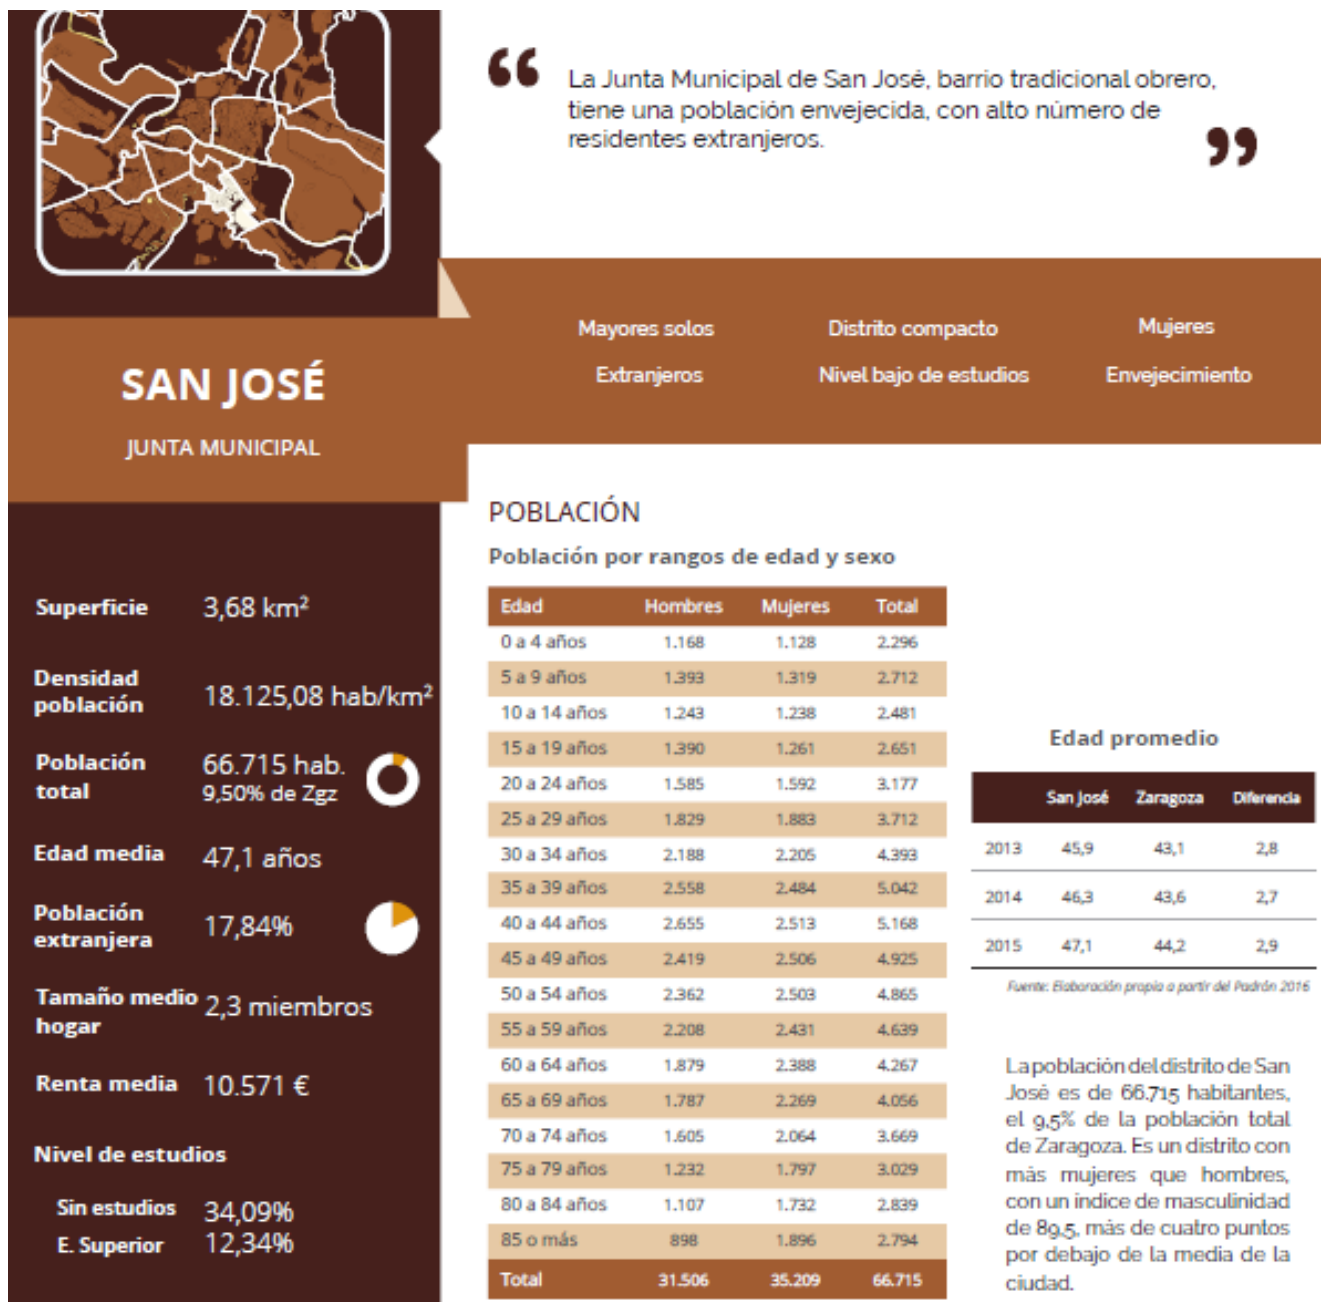 “ La Junta Municipal de San José, barrio tradicional obrero,
tiene una población envejecida, con alto número de
residentes extranjeros. ”
Mayores solos Distrito compacto Mujeres
Extranjeros Nivel bajo de estudios Envejecimiento
SAN JOSÉ
JUNTA MUNICIPAL
Superficie 3,68 km²
Densidad
población 18.125,08 hab/km²
Población
total 66.715 hab.
9,50% de Zgz
Edad media 47,1 años
Población
extranjera 17,84%
Tamaño medio
hogar 2,3 miembros
Renta media 10.571 €
Nivel de estudios
Sin estudios 34,09%
E. Superior 12,34%
POBLACIÓN
Población por rangos de edad y sexo
Edad Hombres Mujeres Total
0 a 4 años 1.168 1.128 2.296
5 a 9 años 1.393 1.319 2.712
10 a 14 años 1.243 1.238 2.481
15 a 19 años 1.390 1.261 2.651
20 a 24 años 1.585 1.592 3.177
25 a 29 años 1.829 1.883 3.712
30 a 34 años 2.188 2.205 4.393
35 a 39 años 2.558 2.484 5.042
40 a 44 años 2.655 2.513 5.168
45 a 49 años 2.419 2.506 4.925
50 a 54 años 2.362 2.503 4.865
55 a 59 años 2.208 2.431 4.639
60 a 64 años 1.879 2.388 4.267
65 a 69 años 1.787 2.269 4.056
70 a 74 años 1.605 2.064 3.669
75 a 79 años 1.232 1.797 3.029
80 a 84 años 1.107 1.732 2.839
85 o más 898 1.896 2.794
Total 31.506 35.209 66.715
Edad promedio
San José Zaragoza Diferencia
2013 45,9 43,1 2,8
2014 46,3 43,6 2,7
2015 47,1 44,2 2,9
Fuente: Elaboración propia a partir del Padrón 2016
La población del distrito de San
José es de 66.715 habitantes,
el 9,5% de la población total
de Zaragoza. Es un distrito con
más mujeres que hombres,
con un índice de masculinidad
de 89,5, más de cuatro puntos
por debajo de la media de la
ciudad.